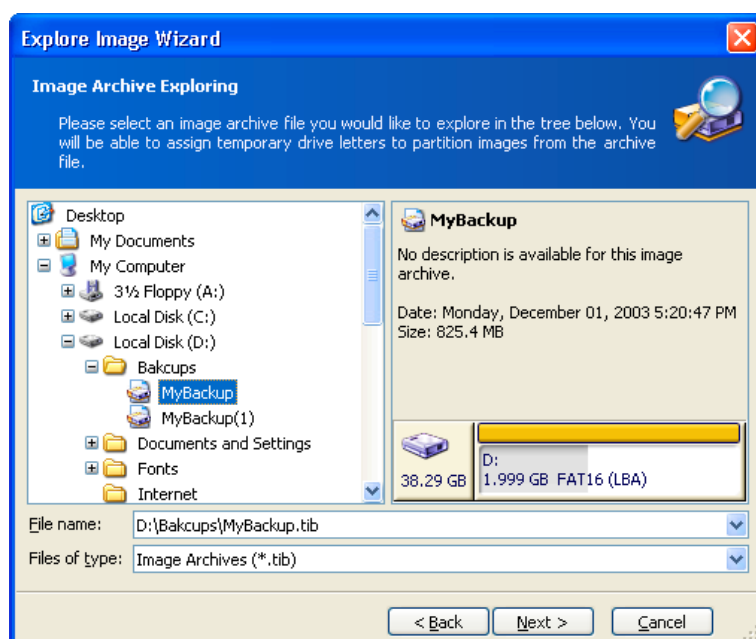 Explore Image Wizard
Image Archive Exploring
Please select an image archive file you would like to explore in the tree below. You
will be able to assign temporary drive letters to partition images from the archive
file.
Desktop
My Documents
My Computer
3½ Floppy (A:)
Local Disk (C:)
Local Disk (D:)
Bakcups
MyBackup
MyBackup(1)
Documents and Settings
Fonts
Internet
MyBackup
No description is available for this image
archive.
Date: Monday, December 01, 2003 5:20:47 PM
Size: 825.4 MB
38.29 GB
D:
1.999 GB FAT16 (LBA)
File name: D:\Bakcups\MyBackup.tib
Files of type: Image Archives (*.tib)
< Back Next > Cancel